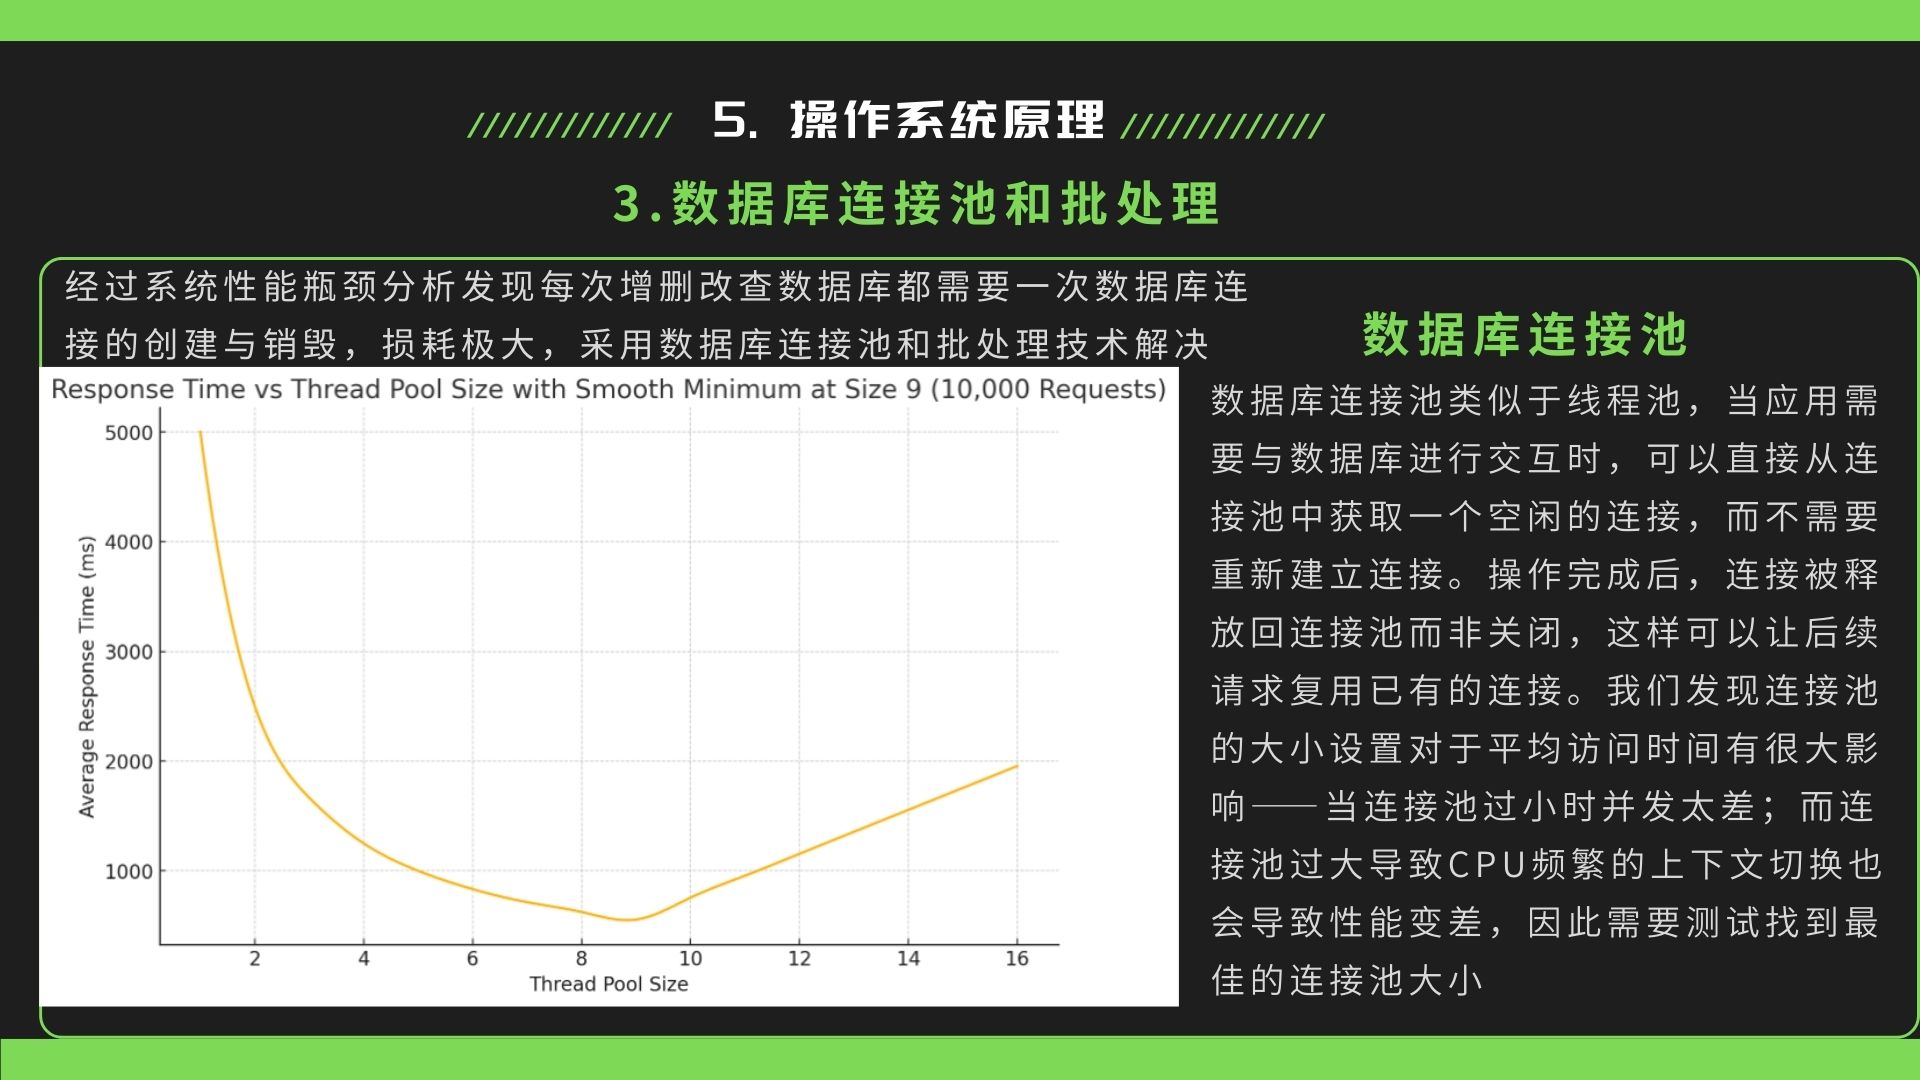 5. 操作系统原理
3.数据库连接池和批处理
经过系统性能瓶颈分析发现每次增删改查数据库都需要一次数据库连
接的创建与销毁，损耗极大，采用数据库连接池和批处理技术解决
Response Time vs Thread Pool Size with Smooth Minimum at Size 9 (10,000 Requests)
5000
4000
3000
2000
1000
Average Response Time (ms)
2 4 6 8 10 12 14 16
Thread Pool Size
数据库连接池
数据库连接池类似于线程池，当应用需
要与数据库进行交互时，可以直接从连
接池中获取一个空闲的连接，而不需要
重新建立连接。操作完成后，连接被释
放回连接池而非关闭，这样可以让后续
请求复用已有的连接。我们发现连接池
的大小设置对于平均访问时间有很大影
响——当连接池过小时并发太差；而连
接池过大导致CPU频繁的上下文切换也
会导致性能变差，因此需要测试找到最
佳的连接池大小